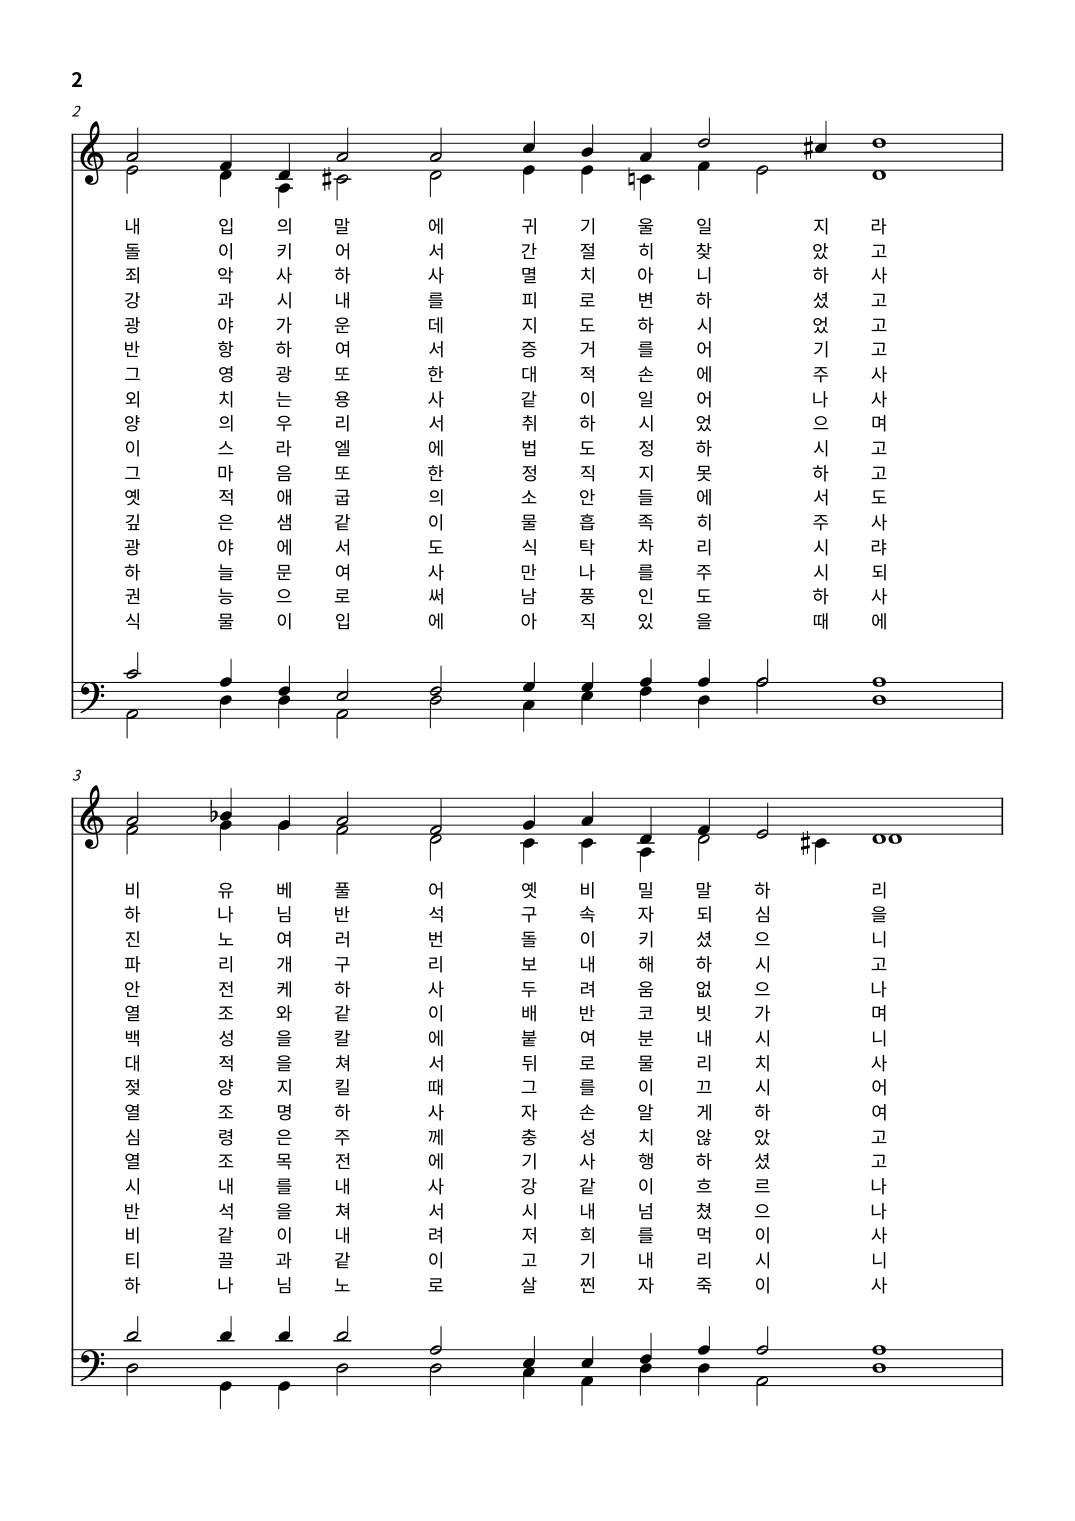 2
2
내 입 의 말 에 귀 기 울 일 지 라
돌 이 키 어 서 간 절 히 찾 았 고
죄 악 사 하 사 멸 치 아 니 하 사
강 과 시 내 를 피 로 변 하 셨 고
광 야 가 운 데 지 도 하 시 었 고
반 항 하 여 서 증 거 를 어 기 고
그 영 광 또 한 대 적 손 에 주 사
외 치 는 용 사 같 이 일 어 나 사
양 의 우 리 서 취 하 시 었 으 며
이 스 라 엘 에 법 도 정 하 시 고
그 마 음 또 한 정 직 지 못 하 고
옛 적 애 굽 의 소 안 들 에 서 도
깊 은 샘 같 이 물 흡 족 히 주 사
광 야 에 서 도 식 탁 차 리 시 랴
하 늘 문 여 사 만 나 를 주 시 되
권 능 으 로 써 남 풍 인 도 하 사
식 물 이 입 에 아 직 있 을 때 에
3
비 유 베 풀 어 옛 비 밀 말 하 리
하 나 님 반 석 구 속 자 되 심 을
진 노 여 러 번 돌 이 키 셨 으 니
파 리 개 구 리 보 내 해 하 시 고
안 전 케 하 사 두 려 움 없 으 나
열 조 와 같 이 배 반 코 빗 가 며
백 성 을 칼 에 붙 여 분 내 시 니
대 적 을 쳐 서 뒤 로 물 리 치 사
젖 양 지 킬 때 그 를 이 끄 시 어
열 조 명 하 사 자 손 알 게 하 여
심 령 은 주 께 충 성 치 않 았 고
열 조 목 전 에 기 사 행 하 셨 고
시 내 를 내 사 강 같 이 흐 르 나
반 석 을 쳐 서 시 내 넘 쳤 으 나
비 같 이 내 려 저 희 를 먹 이 사
티 끌 과 같 이 고 기 내 리 시 니
하 나 님 노 로 살 찐 자 죽 이 사